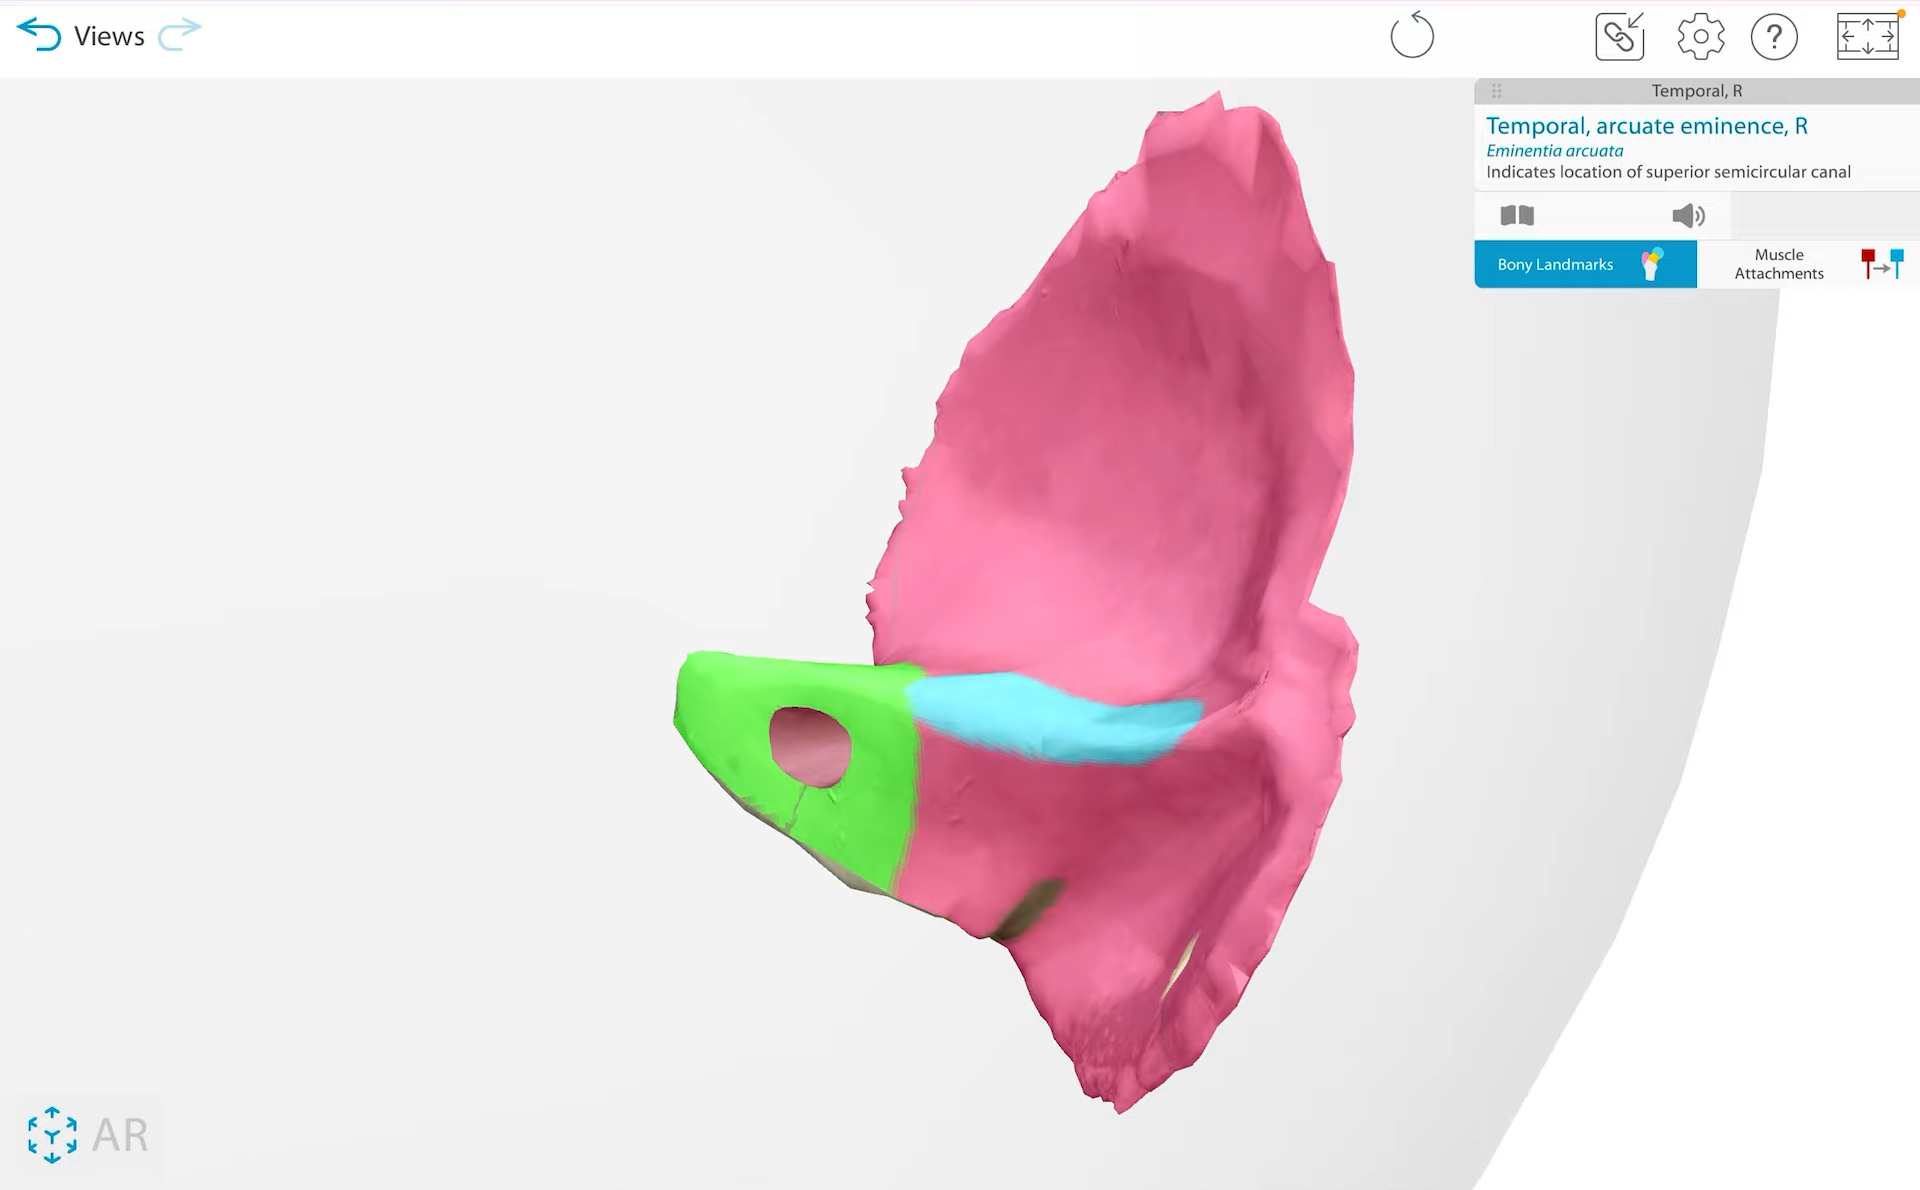 Views
?
Temporal, R
Temporal, arcuate eminence, R
Eminentia arcuata
Indicates location of superior semicircular canal
Bony Landmarks
Muscle
Attachments
AR